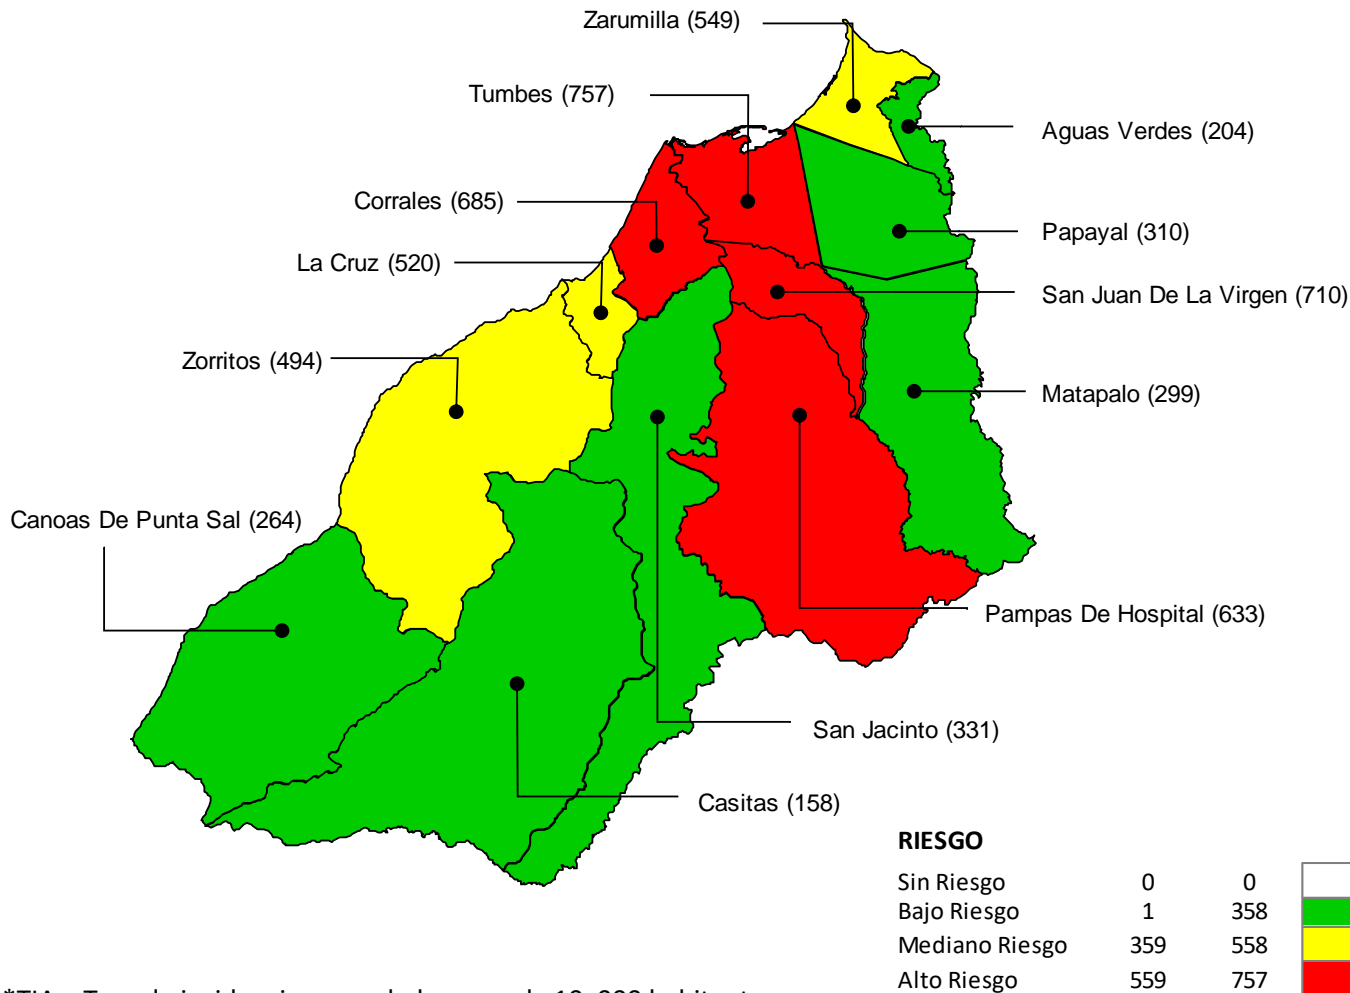 Zarumilla (549)
Tumbes (757)
Aguas Verdes (204)
Corrales (685)
Papayal (310)
La Cruz (520)
San Juan De La Virgen (710)
Zorritos (494)
Matapalo (299)
Canoas De Punta Sal (264)
Pampas De Hospital (633)
San Jacinto (331)
Casitas (158)
RIESGO
Sin Riesgo 0 0
Bajo Riesgo 1 358
Mediano Riesgo 359 558
Alto Riesgo 559 757